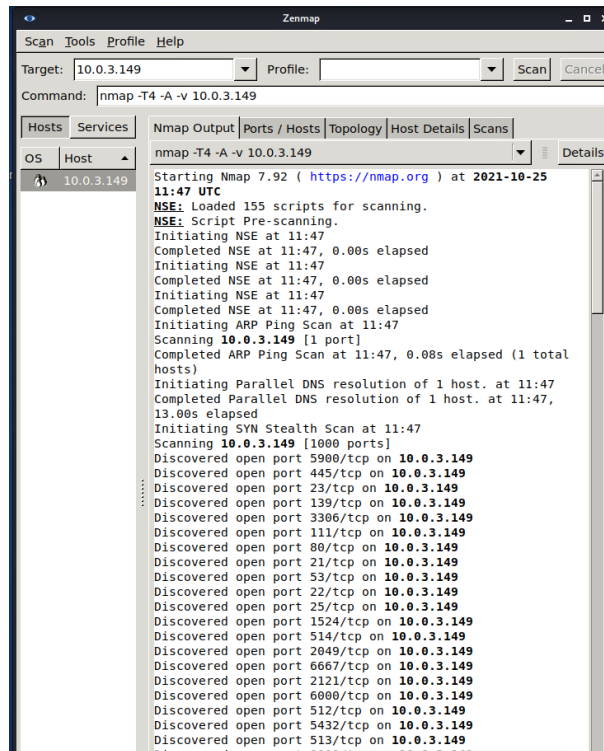 Zenmap
Scan Tools Profile Help
Target: 10.0.3.149 Profile: Scan Cancel
Command: nmap -T4 -A -v 10.0.3.149
Hosts Services Nmap Output Ports / Hosts Topology Host Details Scans
OS Host nmap -T4 -A -v 10.0.3.149 Details
10.0.3.149
Starting Nmap 7.92 ( https://nmap.org ) at 2021-10-25
11:47 UTC
NSE: Loaded 155 scripts for scanning.
NSE: Script Pre-scanning.
Initiating NSE at 11:47
Completed NSE at 11:47, 0.00s elapsed
Initiating NSE at 11:47
Completed NSE at 11:47, 0.00s elapsed
Initiating NSE at 11:47
Completed NSE at 11:47, 0.00s elapsed
Initiating ARP Ping Scan at 11:47
Scanning 10.0.3.149 [1 port]
Completed ARP Ping Scan at 11:47, 0.08s elapsed (1 total
hosts)
Initiating Parallel DNS resolution of 1 host. at 11:47
Completed Parallel DNS resolution of 1 host. at 11:47,
13.00s elapsed
Initiating SYN Stealth Scan at 11:47
Scanning 10.0.3.149 [1000 ports]
Discovered open port 5900/tcp on 10.0.3.149
Discovered open port 445/tcp on 10.0.3.149
Discovered open port 23/tcp on 10.0.3.149
Discovered open port 139/tcp on 10.0.3.149
Discovered open port 3306/tcp on 10.0.3.149
Discovered open port 111/tcp on 10.0.3.149
Discovered open port 80/tcp on 10.0.3.149
Discovered open port 21/tcp on 10.0.3.149
Discovered open port 53/tcp on 10.0.3.149
Discovered open port 22/tcp on 10.0.3.149
Discovered open port 25/tcp on 10.0.3.149
Discovered open port 1524/tcp on 10.0.3.149
Discovered open port 514/tcp on 10.0.3.149
Discovered open port 2049/tcp on 10.0.3.149
Discovered open port 6667/tcp on 10.0.3.149
Discovered open port 2121/tcp on 10.0.3.149
Discovered open port 6000/tcp on 10.0.3.149
Discovered open port 512/tcp on 10.0.3.149
Discovered open port 5432/tcp on 10.0.3.149
Discovered open port 513/tcp on 10.0.3.149